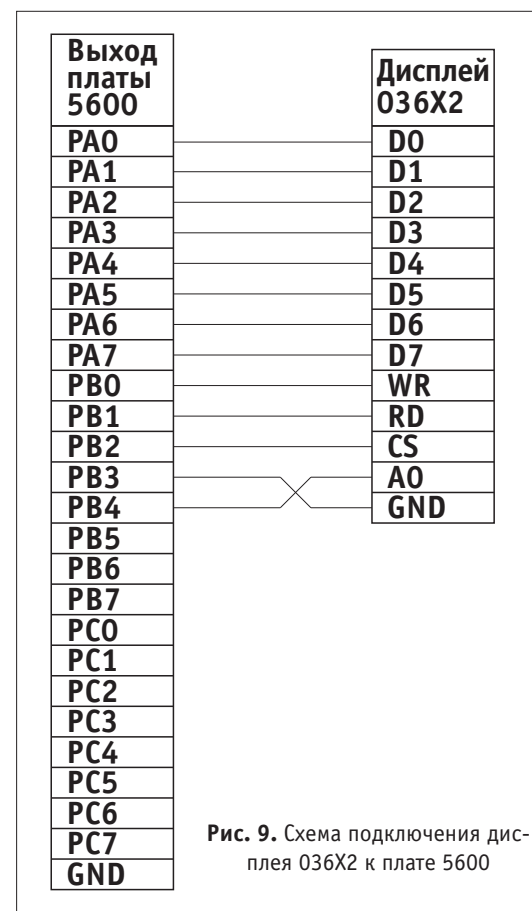 Выход
платы
5600
PA0
PA1
PA2
PA3
PA4
PA5
PA6
PA7
PB0
PB1
PB2
PB3
PB4
PB5
PB6
PB7
PC0
PC1
PC2
PC3
PC4
PC5
PC6
PC7
GND
Дисплей
036X2
D0
D1
D2
D3
D4
D5
D6
D7
WR
RD
CS
A0
GND
Рис. 9. Схема подключения дис-
плея 036X2 к плате 5600